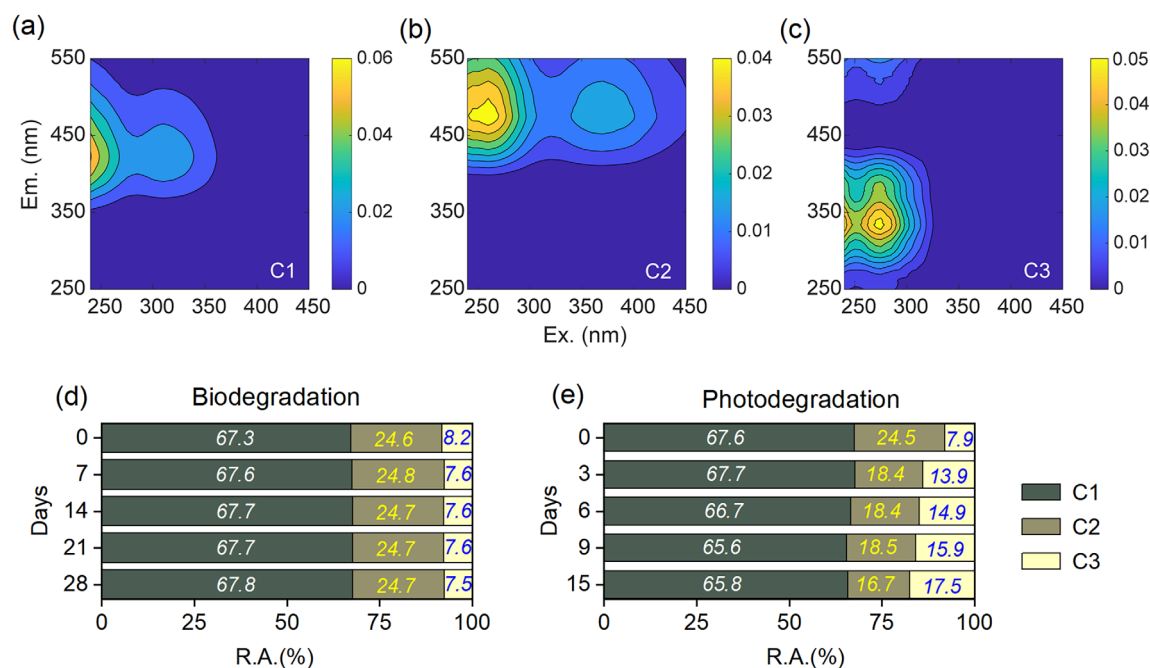 (a)
(b)
(c)
550
450
350
250
Em. (nm)
250 300 350 400 450
C1
0.06
0.04
0.02
0
550
450
350
250
250 300 350 400 450
C2
0.04
0.03
0.02
0.01
0
550
450
350
250
250 300 350 400 450
C3
0.05
0.04
0.03
0.02
0.01
0
Ex. (nm)
(d)
Biodegradation
Days
0 67.3 24.6 8.2
7 67.6 24.8 7.6
14 67.7 24.7 7.6
21 67.7 24.7 7.6
28 67.8 24.7 7.5
0 25 50 75 100
R.A.(%)
(e)
Photodegradation
Days
0 67.6 24.5 7.9
3 67.7 18.4 13.9
6 66.7 18.4 14.9
9 65.6 18.5 15.9
15 65.8 16.7 17.5
0 25 50 75 100
R.A.(%)
C1
C2
C3